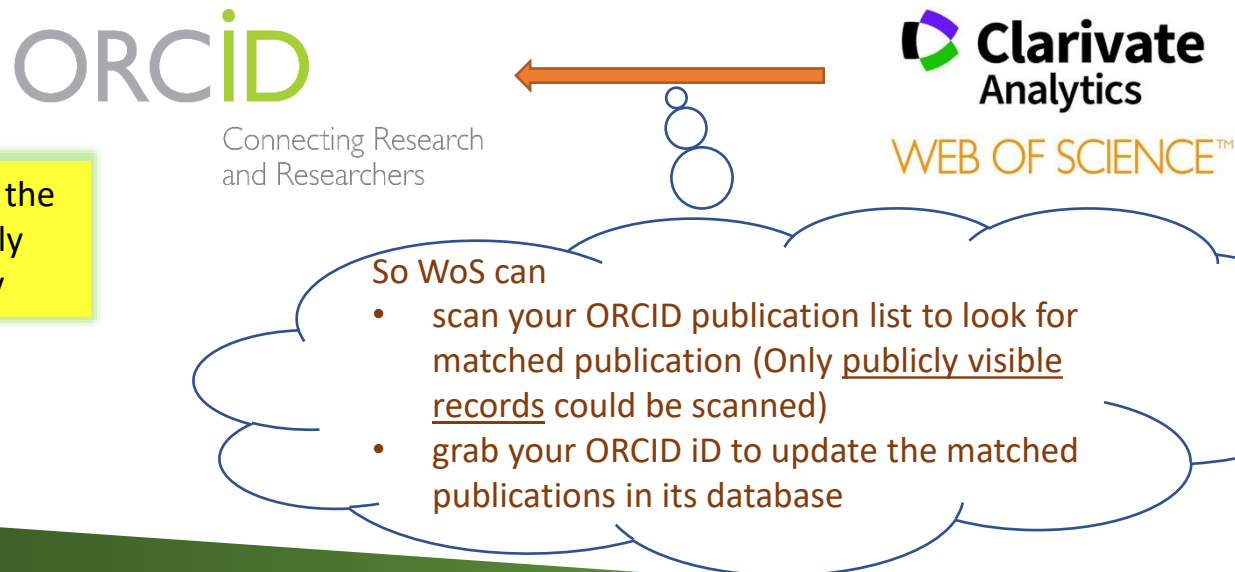 ORCiD
Connecting Research
and Researchers
Clarivate
Analytics
WEB OF SCIENCE™
the
ly
So WoS can
• scan your ORCID publication list to look for
matched publication (Only publicly visible
records could be scanned)
• grab your ORCID iD to update the matched
publications in its database